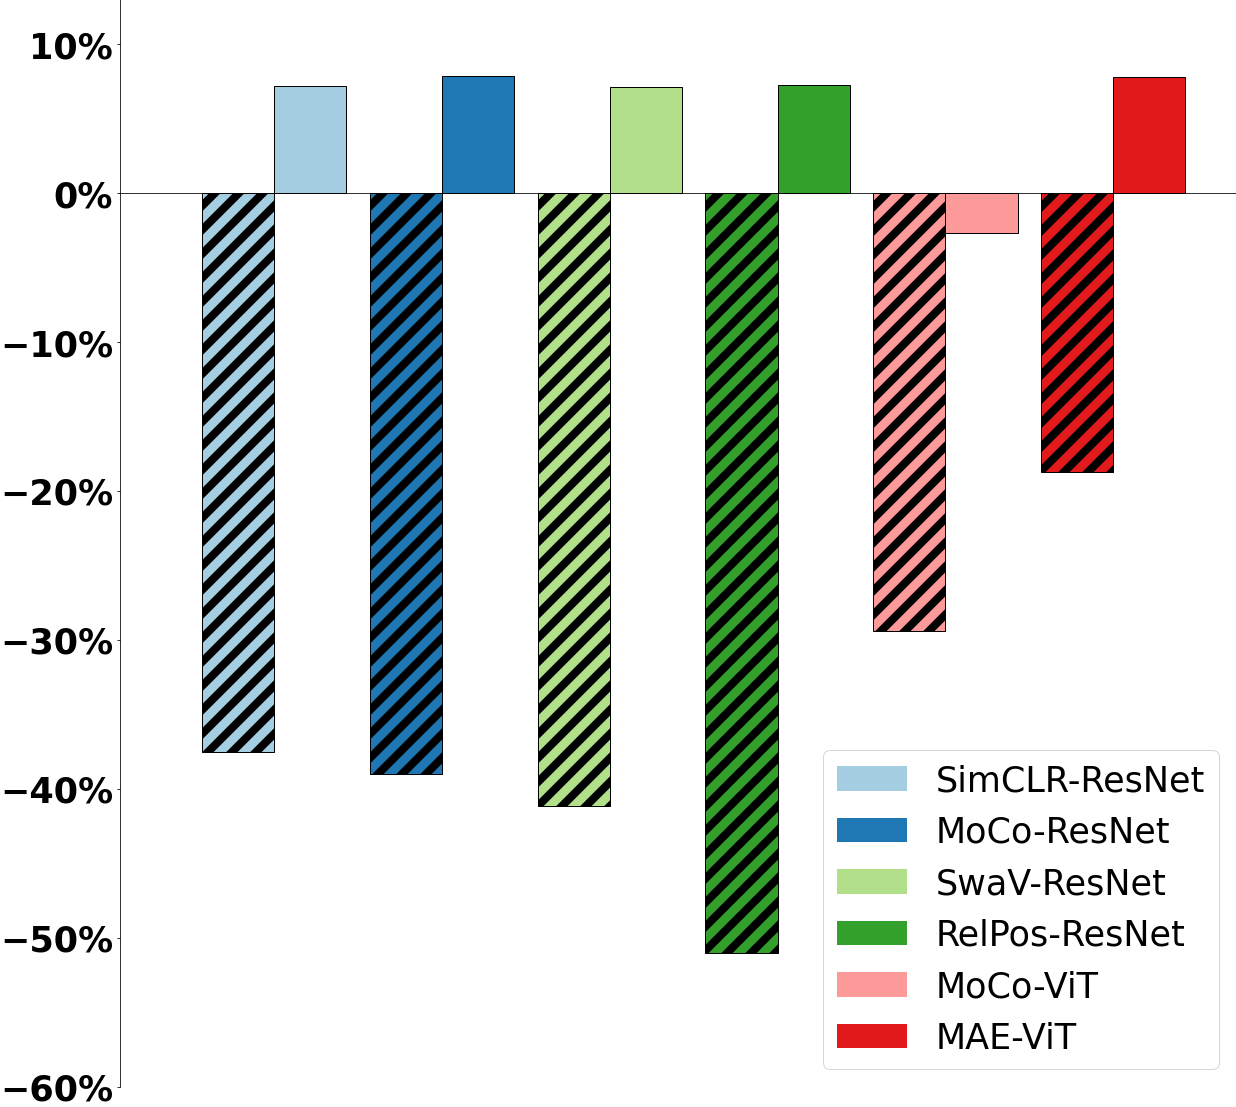 10%
0%
−10%
−20%
−30%
−40%
−50%
−60%
SimCLR-ResNet
MoCo-ResNet
SwaV-ResNet
RelPos-ResNet
MoCo-ViT
MAE-ViT